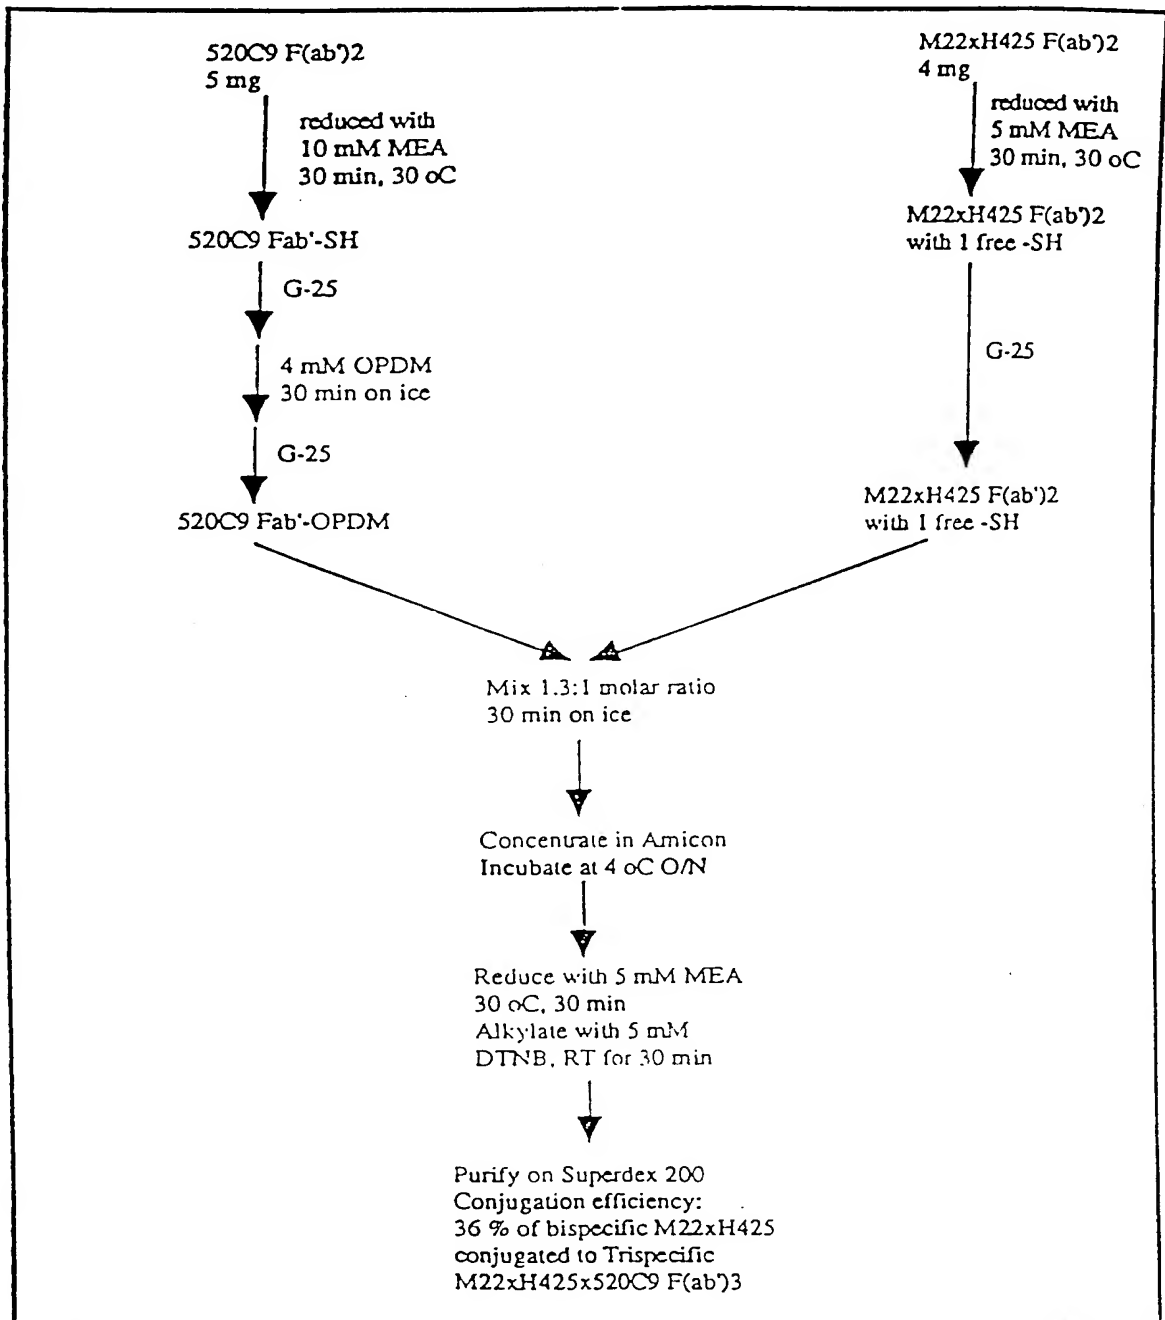 520C9 F(ab')2
5 mg
reduced with
10 mM MEA
30 min, 30 oC
520C9 Fab'-SH
G-25
4 mM OPDM
30 min on ice
G-25
520C9 Fab'-OPDM
M22xH425 F(ab')2
4 mg
reduced with
5 mM MEA
30 min, 30 oC
M22xH425 F(ab')2
with 1 free -SH
G-25
M22xH425 F(ab')2
with 1 free -SH
Mix 1.3:1 molar ratio
30 min on ice
Concentrate in Amicon
Incubate at 4 oC O/N
Reduce with 5 mM MEA
30 oC, 30 min
Alkylate with 5 mM
DTNB, RT for 30 min
Purify on Superdex 200
Conjugation efficiency:
36 % of bispecific M22xH425
conjugated to Trispecific
M22xH425x520C9 F(ab')3